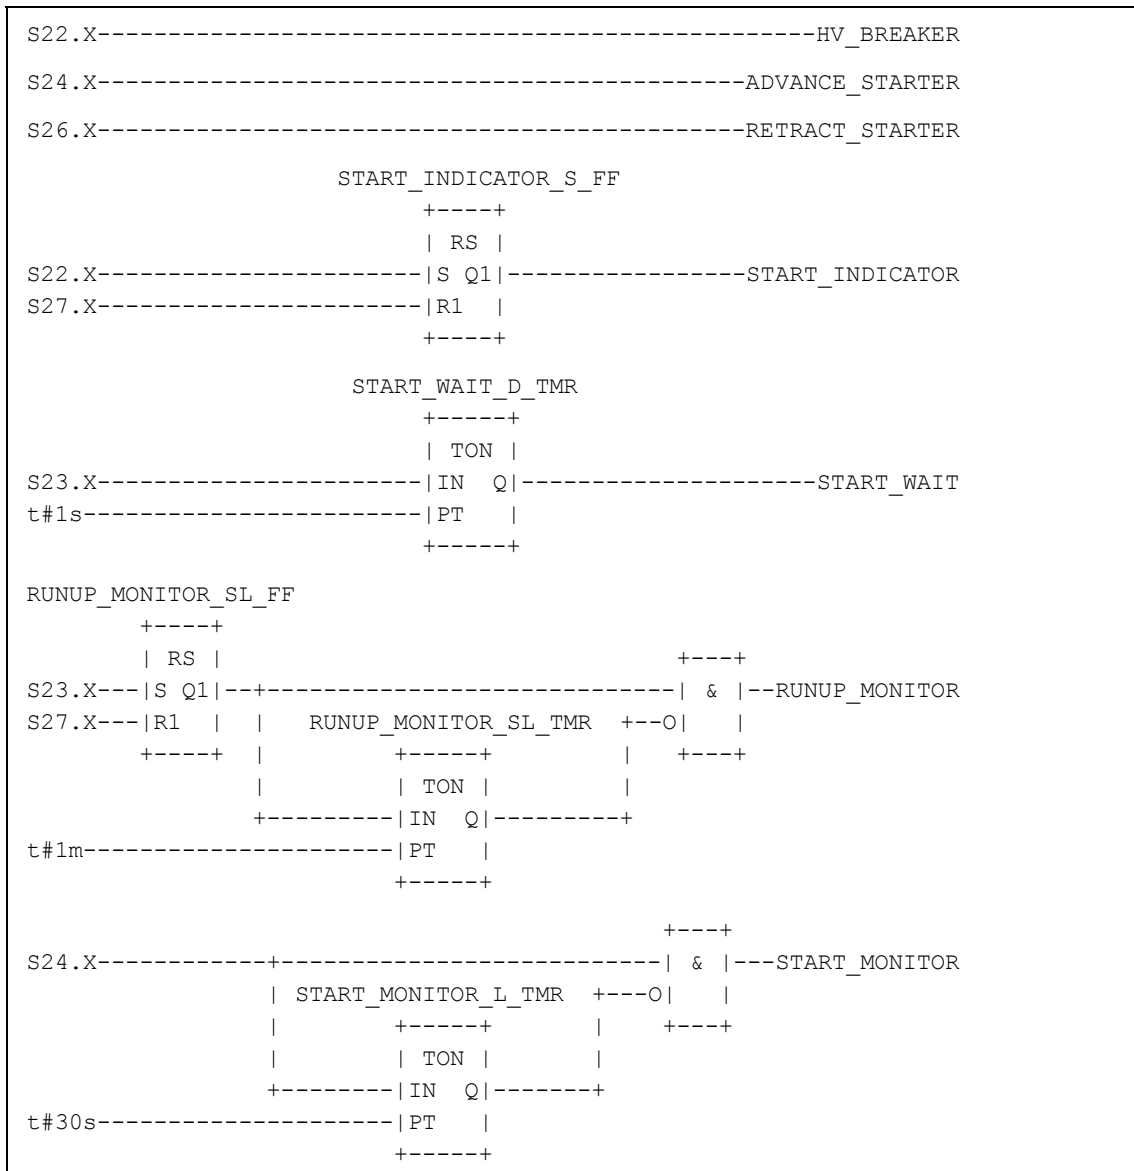 S22.X---------------------------------------------------HV_BREAKER
S24.X----------------------------------------------ADVANCE_STARTER
S26.X----------------------------------------------RETRACT_STARTER
                      START_INDICATOR_S_FF
                            +----+
                            | RS |
S22.X-----------------------|S Q1|-----------------START_INDICATOR
S27.X-----------------------|R1  |
                            +----+
                       START_WAIT_D_TMR
                            +-----+
                            | TON |
S23.X-----------------------|IN  Q|---------------------START_WAIT
t#1s------------------------|PT   |
                            +-----+
RUNUP_MONITOR_SL_FF
        +----+
        | RS |                                +---+
S23.X---|S Q1|--+-----------------------------| & |--RUNUP_MONITOR
S27.X---|R1  |  |   RUNUP_MONITOR_SL_TMR  +--O|   |
        +----+  |         +-----+         |   +---+
                |         | TON |         |
                +---------|IN  Q|---------+
t#1m----------------------|PT   |
                          +-----+
                                             +---+
S24.X------------+---------------------------| & |---START_MONITOR
                 | START_MONITOR_L_TMR  +---O|   |
                 |        +-----+       |    +---+
                 |        | TON |       |
                 +--------|IN  Q|-------+
t#30s---------------------|PT   |
                          +-----+